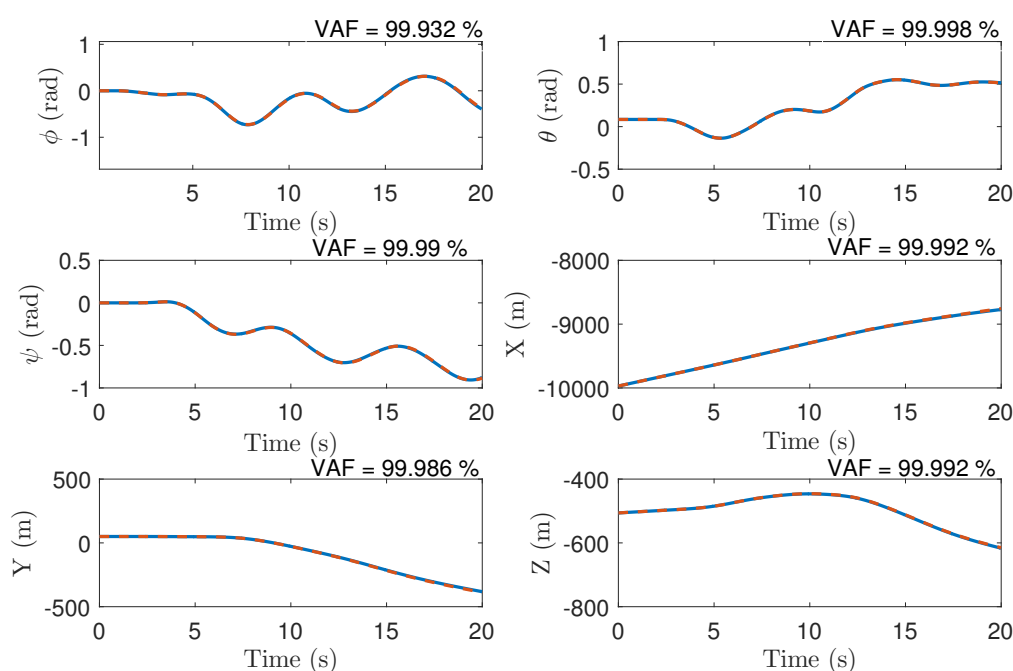 VAF = 99.932 %
1
0
-1
ϕ (rad)
5
10
15
20
Time (s)
VAF = 99.998 %
1
0.5
0
-0.5
θ (rad)
0
5
10
15
20
Time (s)
VAF = 99.99 %
0.5
0
-0.5
-1
ψ (rad)
0
5
10
15
20
Time (s)
VAF = 99.992 %
-8000
-9000
-10000
X (m)
0
5
10
15
20
Time (s)
VAF = 99.986 %
500
0
-500
Y (m)
0
5
10
15
20
Time (s)
VAF = 99.992 %
-400
-600
-800
Z (m)
0
5
10
15
20
Time (s)